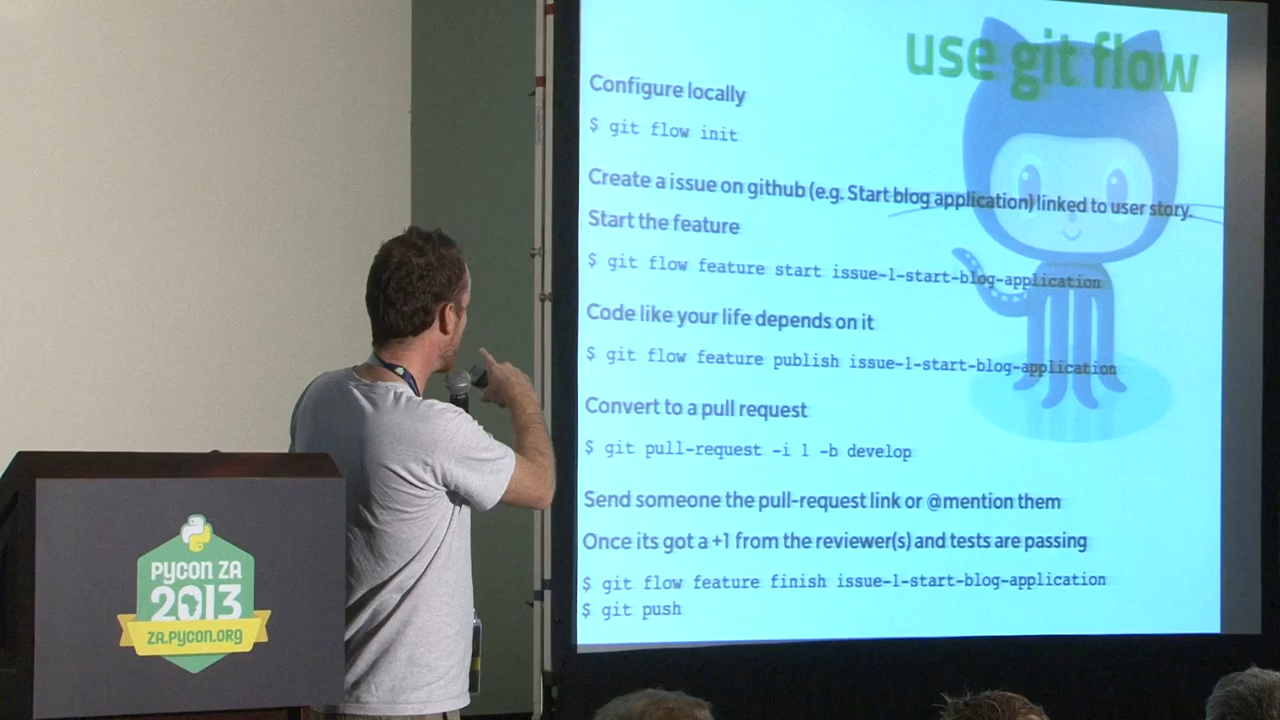 use git flow
Configure locally
$ git flow init
Create a issue on github (e.g. Start blog application) linked to user story.
Start the feature
$ git flow feature start issue-1-start-blog-application
Code like your life depends on it
$ git flow feature publish issue-1-start-blog-application
Convert to a pull request
$ git pull-request -i 1 -b develop
Send someone the pull-request link or @mention them
Once its got a +1 from the reviewer(s) and tests are passing
$ git flow feature finish issue-1-start-blog-application
$ git push
PYCON ZA
2013
ZA.PYCON.ORG